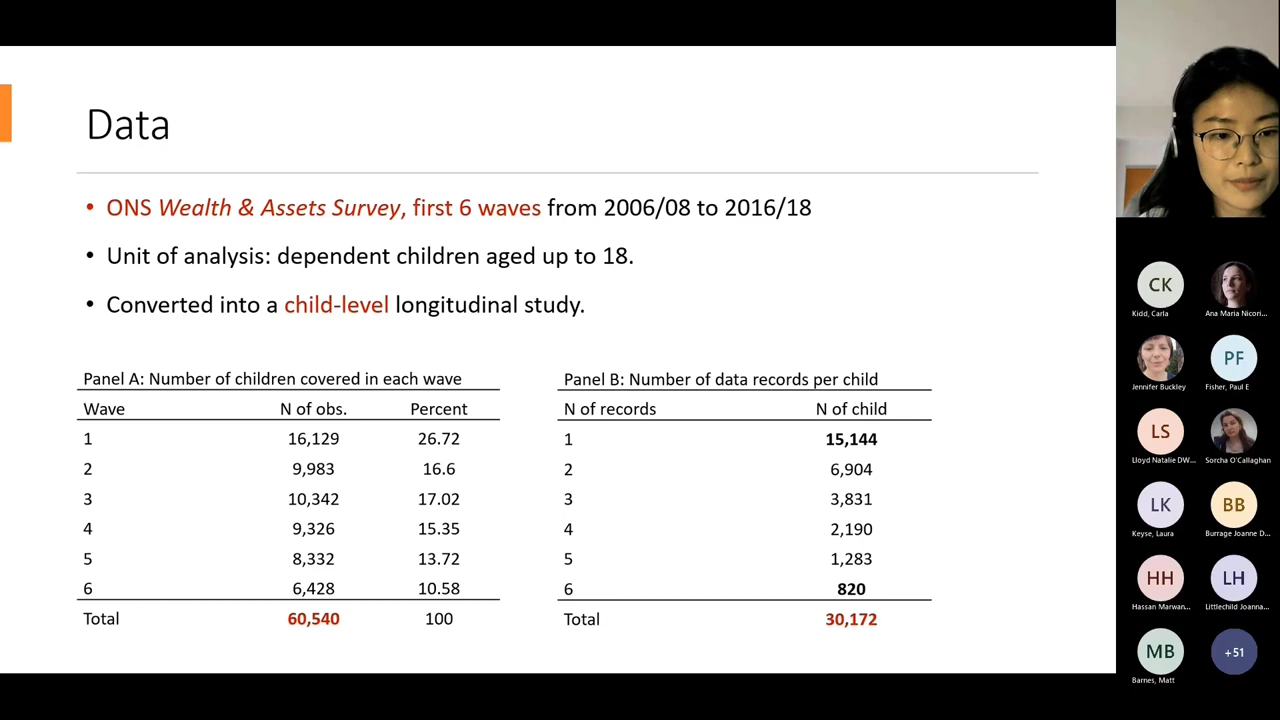 Data
• ONS Wealth & Assets Survey, first 6 waves from 2006/08 to 2016/18
• Unit of analysis: dependent children aged up to 18.
• Converted into a child-level longitudinal study.
Panel A: Number of children covered in each wave
Wave N of obs. Percent
1 16,129 26.72
2 9,983 16.6
3 10,342 17.02
4 9,326 15.35
5 8,332 13.72
6 6,428 10.58
Total 60,540 100
Panel B: Number of data records per child
N of records N of child
1 15,144
2 6,904
3 3,831
4 2,190
5 1,283
6 820
Total 30,172
CK
Kidd, Carla
Ana Maria Nicori...
Jennifer Buckley
PF
Fisher, Paul E
LS
Lloyd Natalie DW...
Sorcha O'Callaghan
LK
Keyse, Laura
BB
Burrage Joanne D...
HH
Hassan Marwan...
LH
Littlechild Joanna...
MB
Barnes, Matt
+51